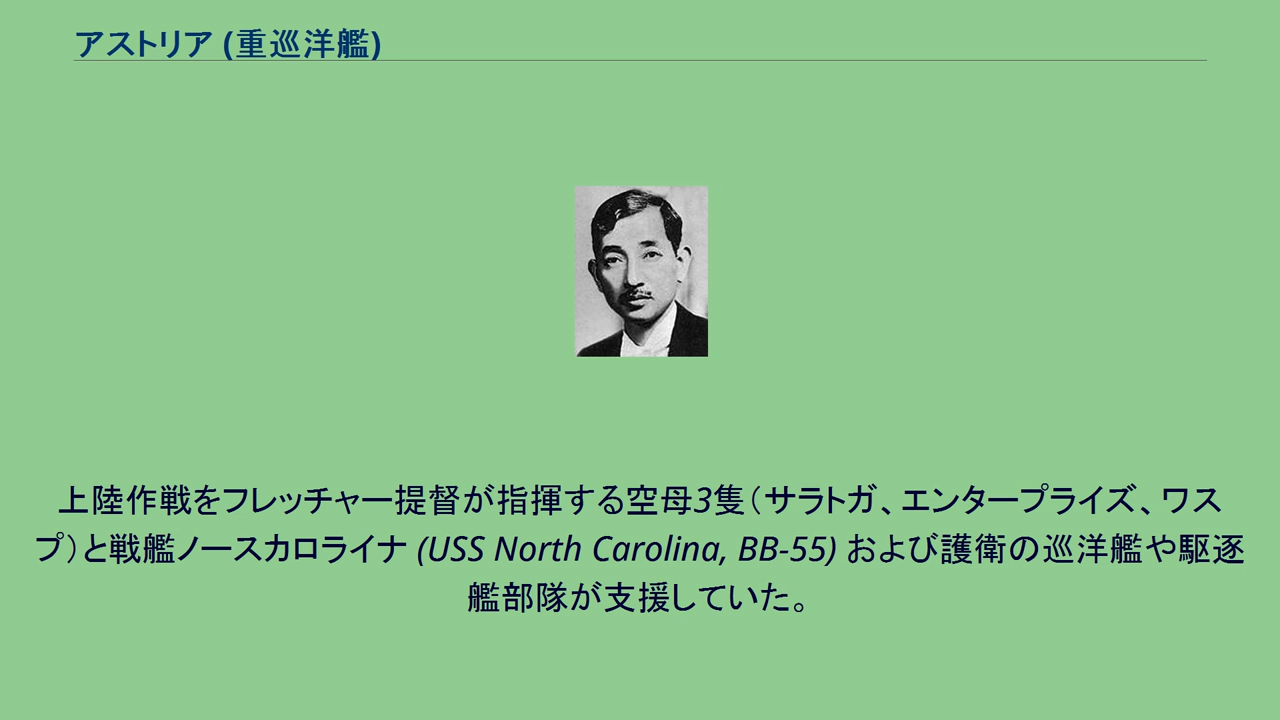 アストリア (重巡洋艦)
上陸作戦をフレッチャー提督が指揮する空母3隻（サラトガ、エンタープライズ、ワス
プ）と戦艦ノースカロライナ (USS North Carolina, BB-55) および護衛の巡洋艦や駆逐
艦部隊が支援していた。